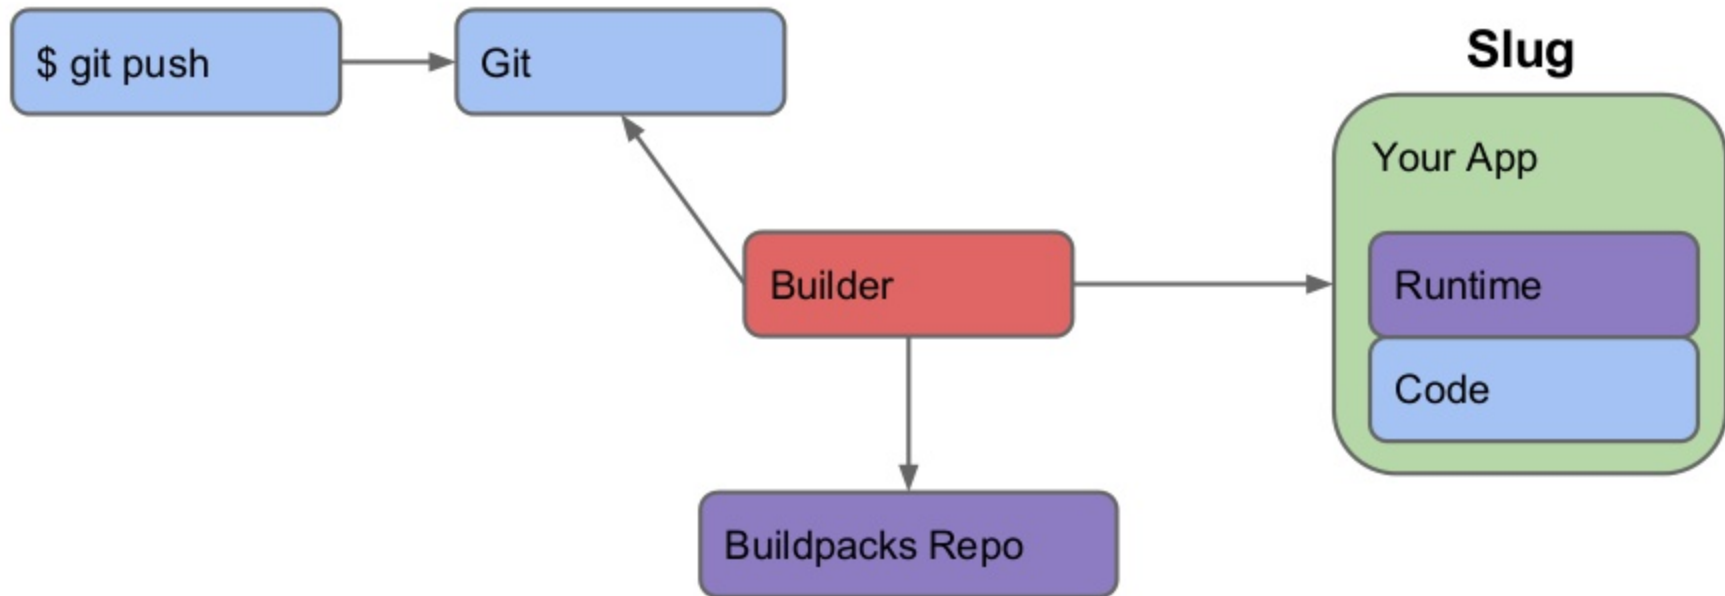 $ git push
Git
Slug
Your App
Builder
Runtime
Code
Buildpacks Repo